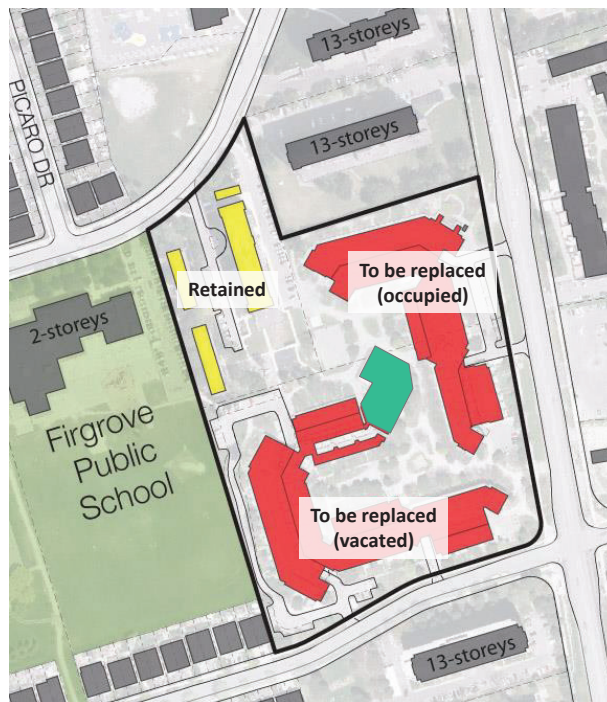 13-storeys
PICARO DR
13-storeys
Retained
To be replaced
(occupied)
2-storeys
Firgrove
Public
School
To be replaced
(vacated)
13-storeys